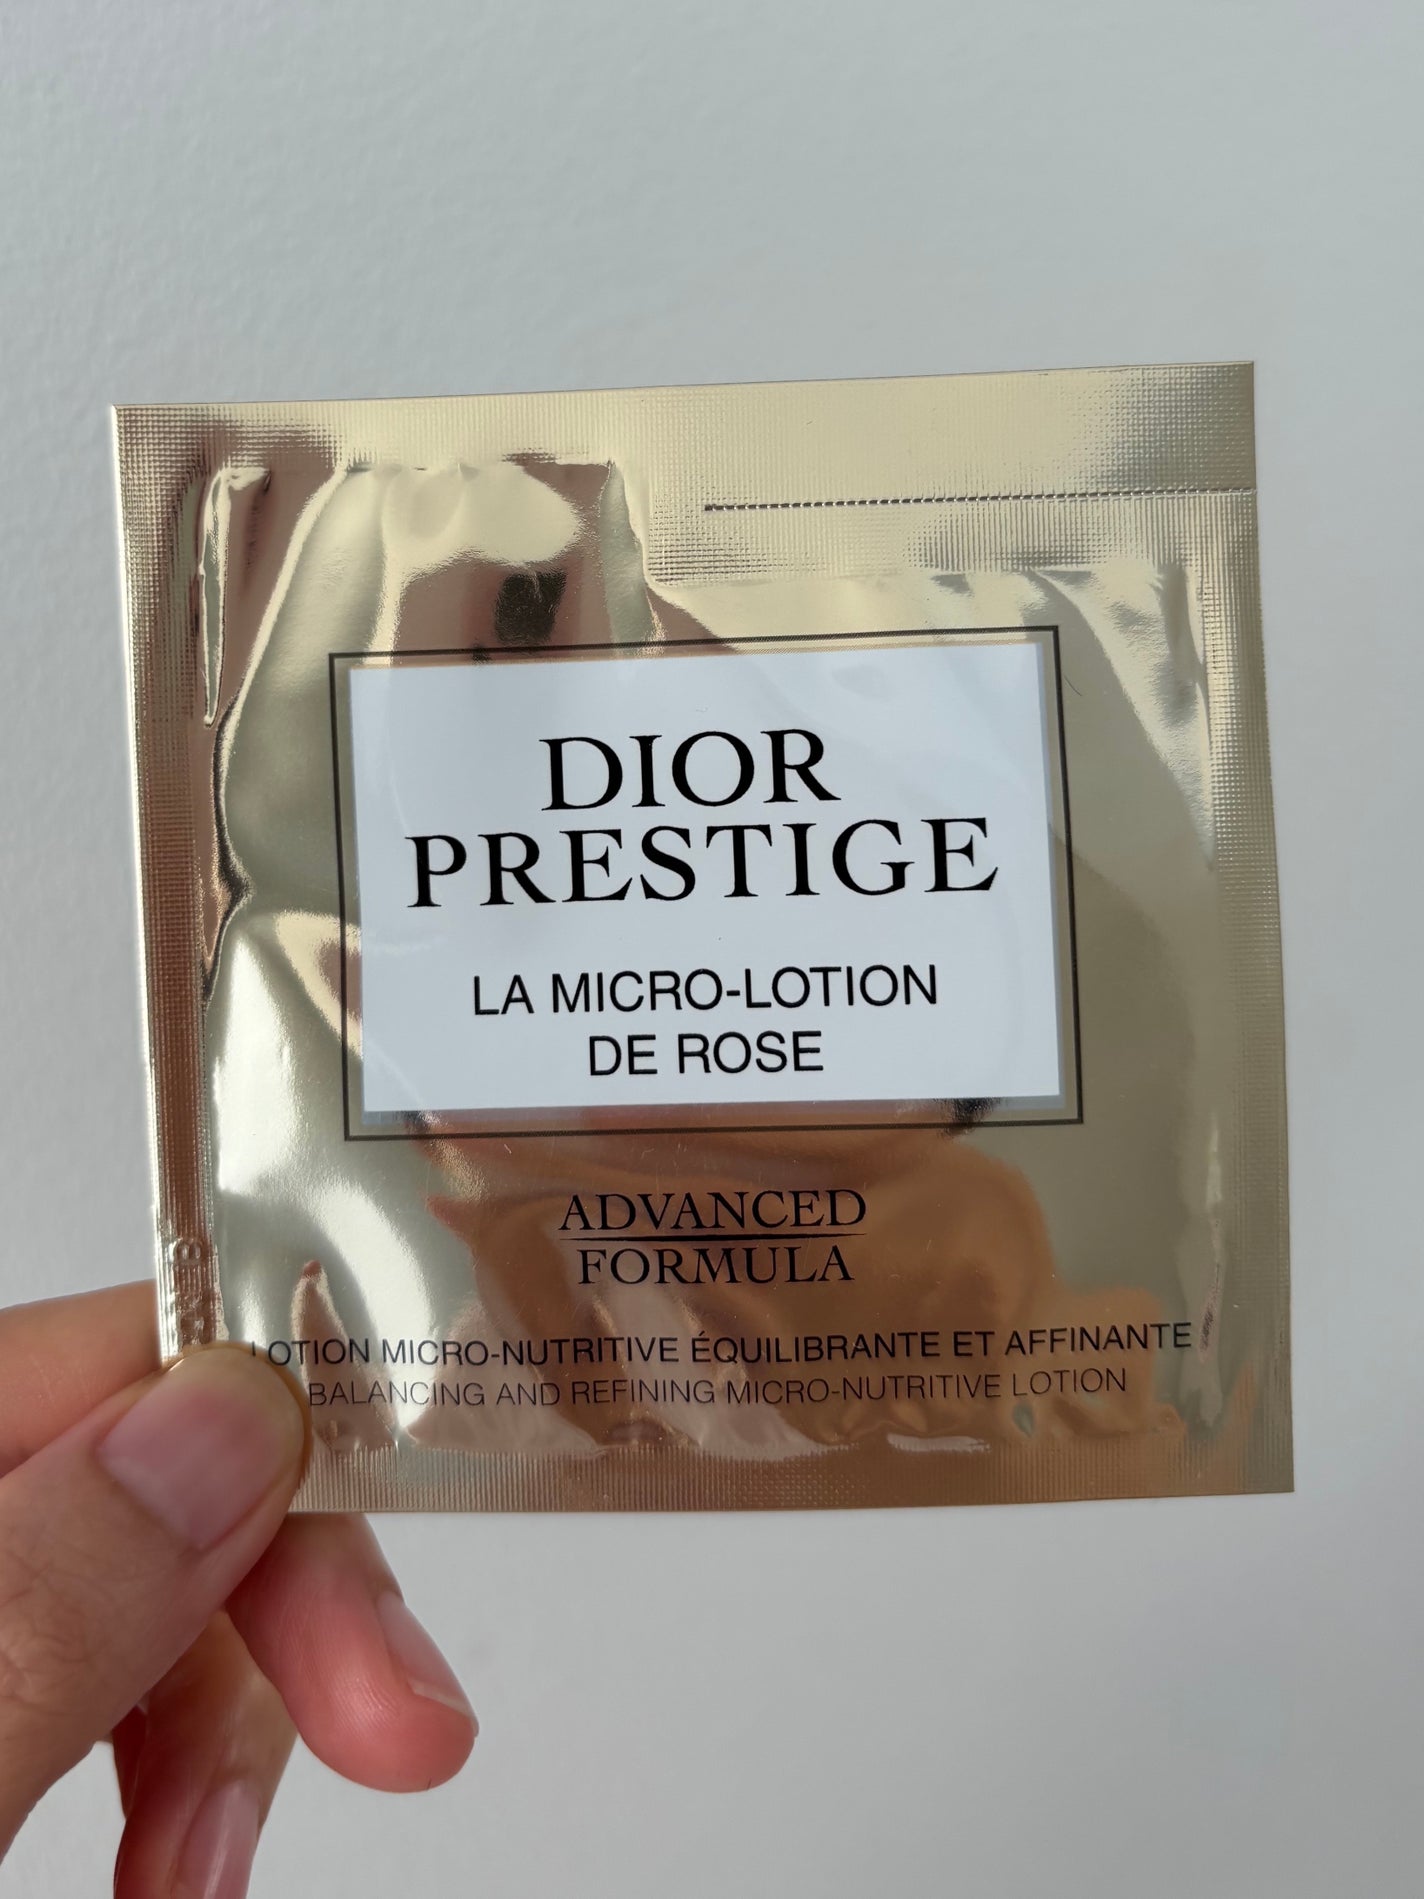 DIOR
PRESTIGE
LA MICRO-LOTION
DE ROSE
ADVANCED
FORMULA
LOTION MICRO-NUTRITIVE ÉQUILIBRANTE ET AFFINANTE
BALANCING AND REFINING MICRO-NUTRITIVE LOTION